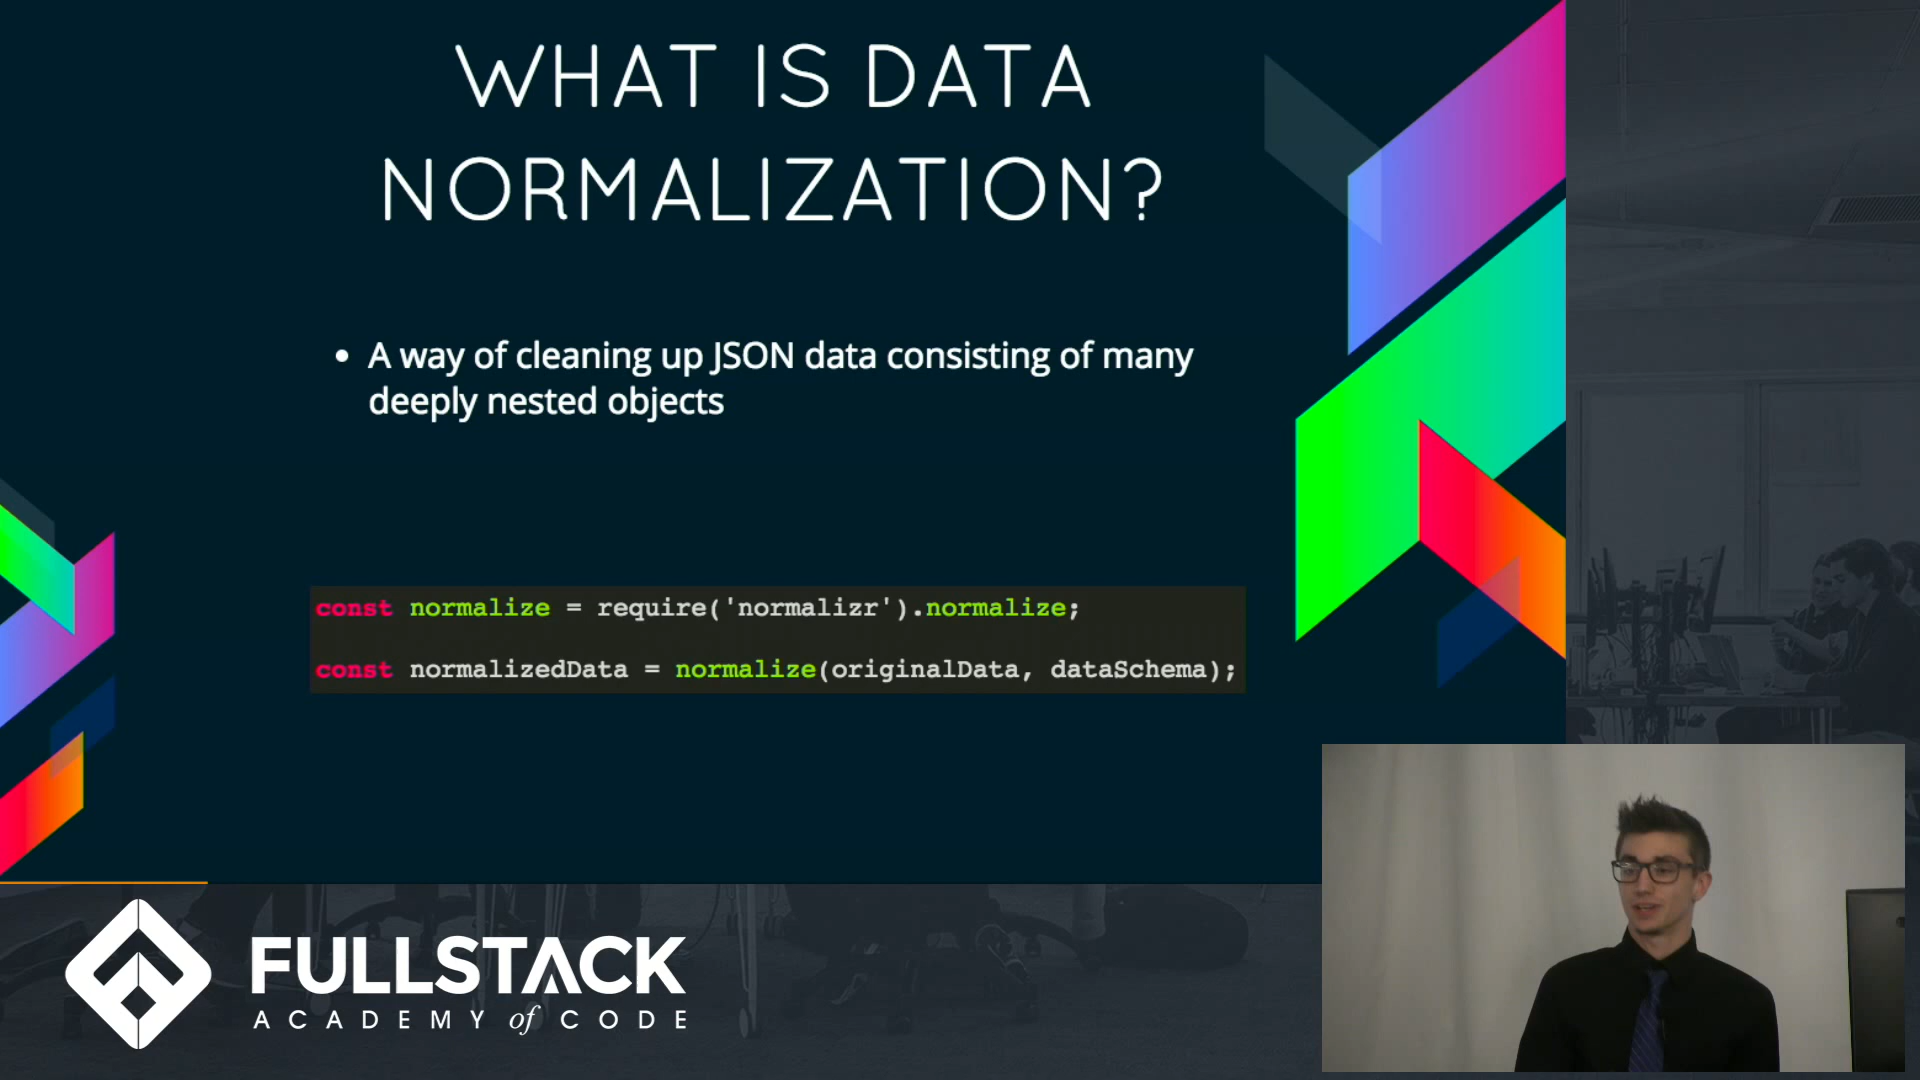 WHAT IS DATA
NORMALIZATION?
• A way of cleaning up JSON data consisting of many
deeply nested objects
const normalize = require('normalizr').normalize;
const normalizedData = normalize(originalData, dataSchema);
FULLSTACK
ACADEMY of CODE